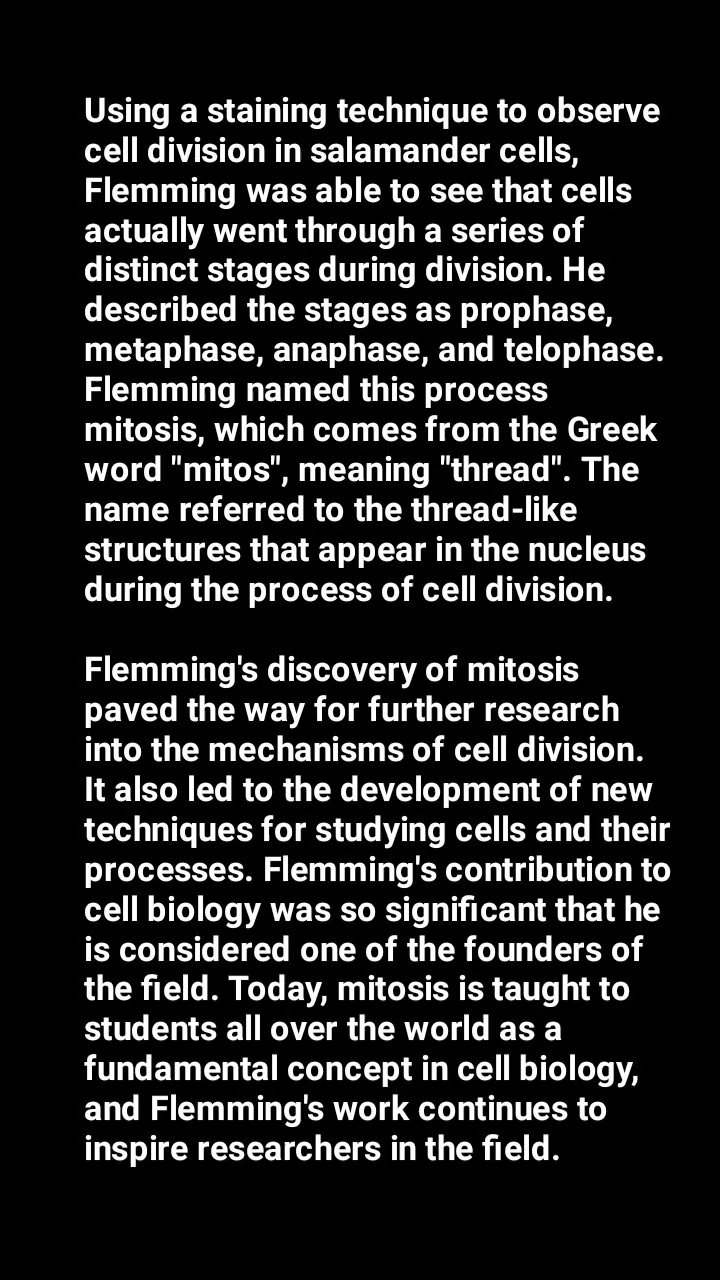 Using a staining technique to observe
cell division in salamander cells,
Flemming was able to see that cells
actually went through a series of
distinct stages during division. He
described the stages as prophase,
metaphase, anaphase, and telophase.
Flemming named this process
mitosis, which comes from the Greek
word "mitos", meaning "thread". The
name referred to the thread-like
structures that appear in the nucleus
during the process of cell division.
Flemming's discovery of mitosis
paved the way for further research
into the mechanisms of cell division.
It also led to the development of new
techniques for studying cells and their
processes. Flemming's contribution to
cell biology was so significant that he
is considered one of the founders of
the field. Today, mitosis is taught to
students all over the world as a
fundamental concept in cell biology,
and Flemming's work continues to
inspire researchers in the field.